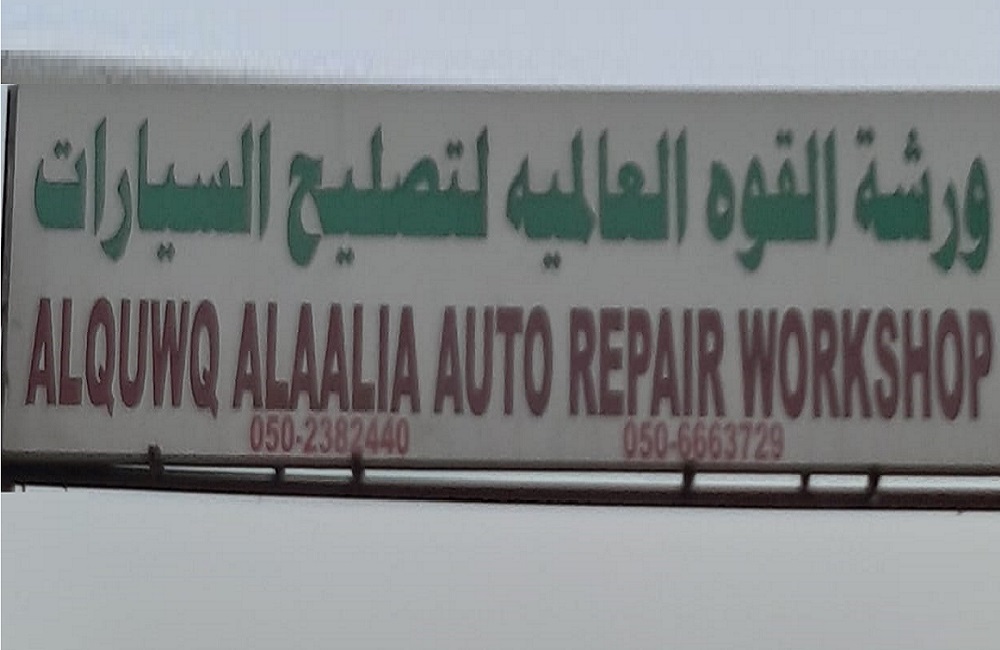 ورشة القوه العالميه لتصليح السيارات
ALQUWQ ALAALIA AUTO REPAIR WORKSHOP
050-2382440 050-6663729